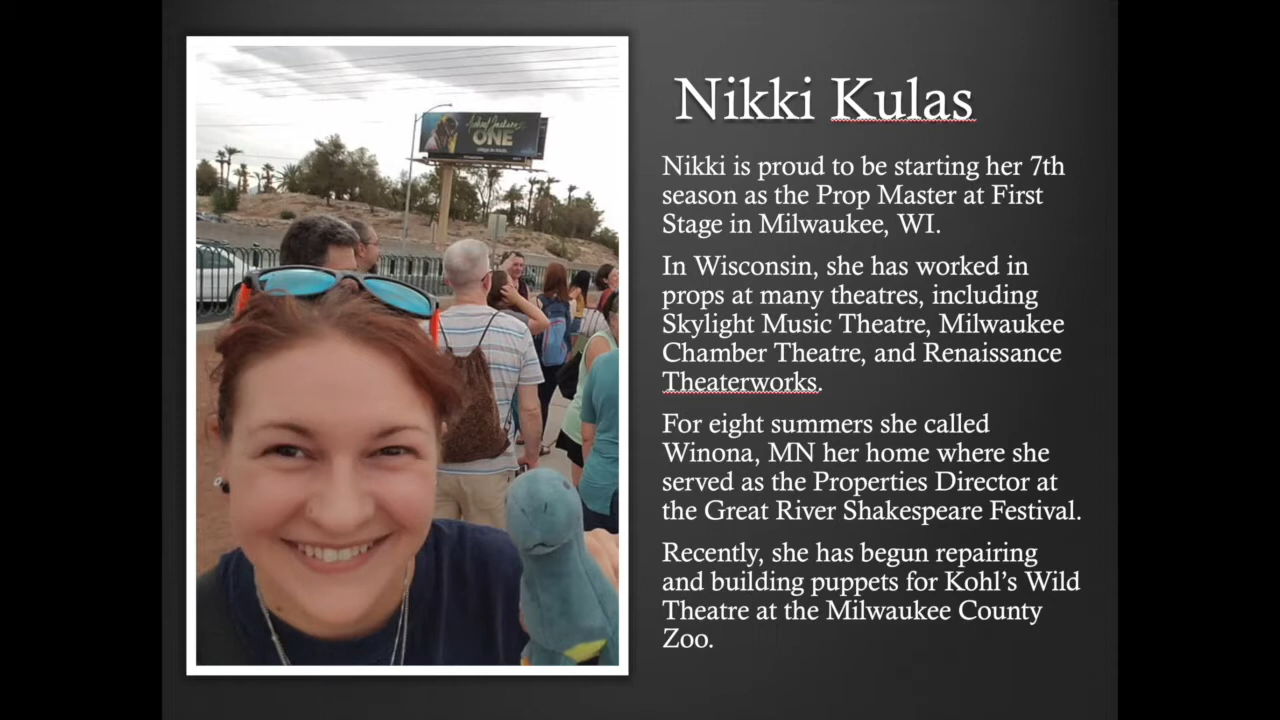 Michael Jackson
ONE
Nikki Kulas
Nikki is proud to be starting her 7th
season as the Prop Master at First
Stage in Milwaukee, WI.
In Wisconsin, she has worked in
props at many theatres, including
Skylight Music Theatre, Milwaukee
Chamber Theatre, and Renaissance
Theaterworks.
For eight summers she called
Winona, MN her home where she
served as the Properties Director at
the Great River Shakespeare Festival.
Recently, she has begun repairing
and building puppets for Kohl’s Wild
Theatre at the Milwaukee County
Zoo.